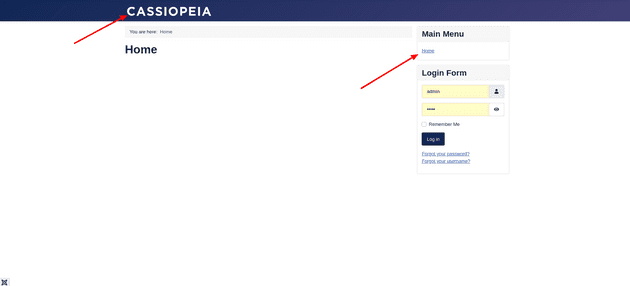 CASSIOPEIA
You are here: Home
Home
Main Menu
Home
Login Form
admin
•••••
Remember Me
Log in
Forgot your password?
Forgot your username?